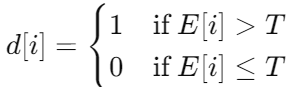 d[i] = { 1 if E[i] > T
0 if E[i] ≤ T